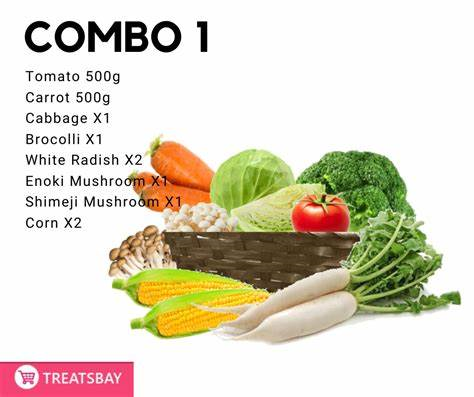 COMBO 1
Tomato 500g
Carrot 500g
Cabbage X1
Brocolli X1
White Radish X2
Enoki Mushroom X1
Shimeji Mushroom X1
Corn X2
TREATSBAY